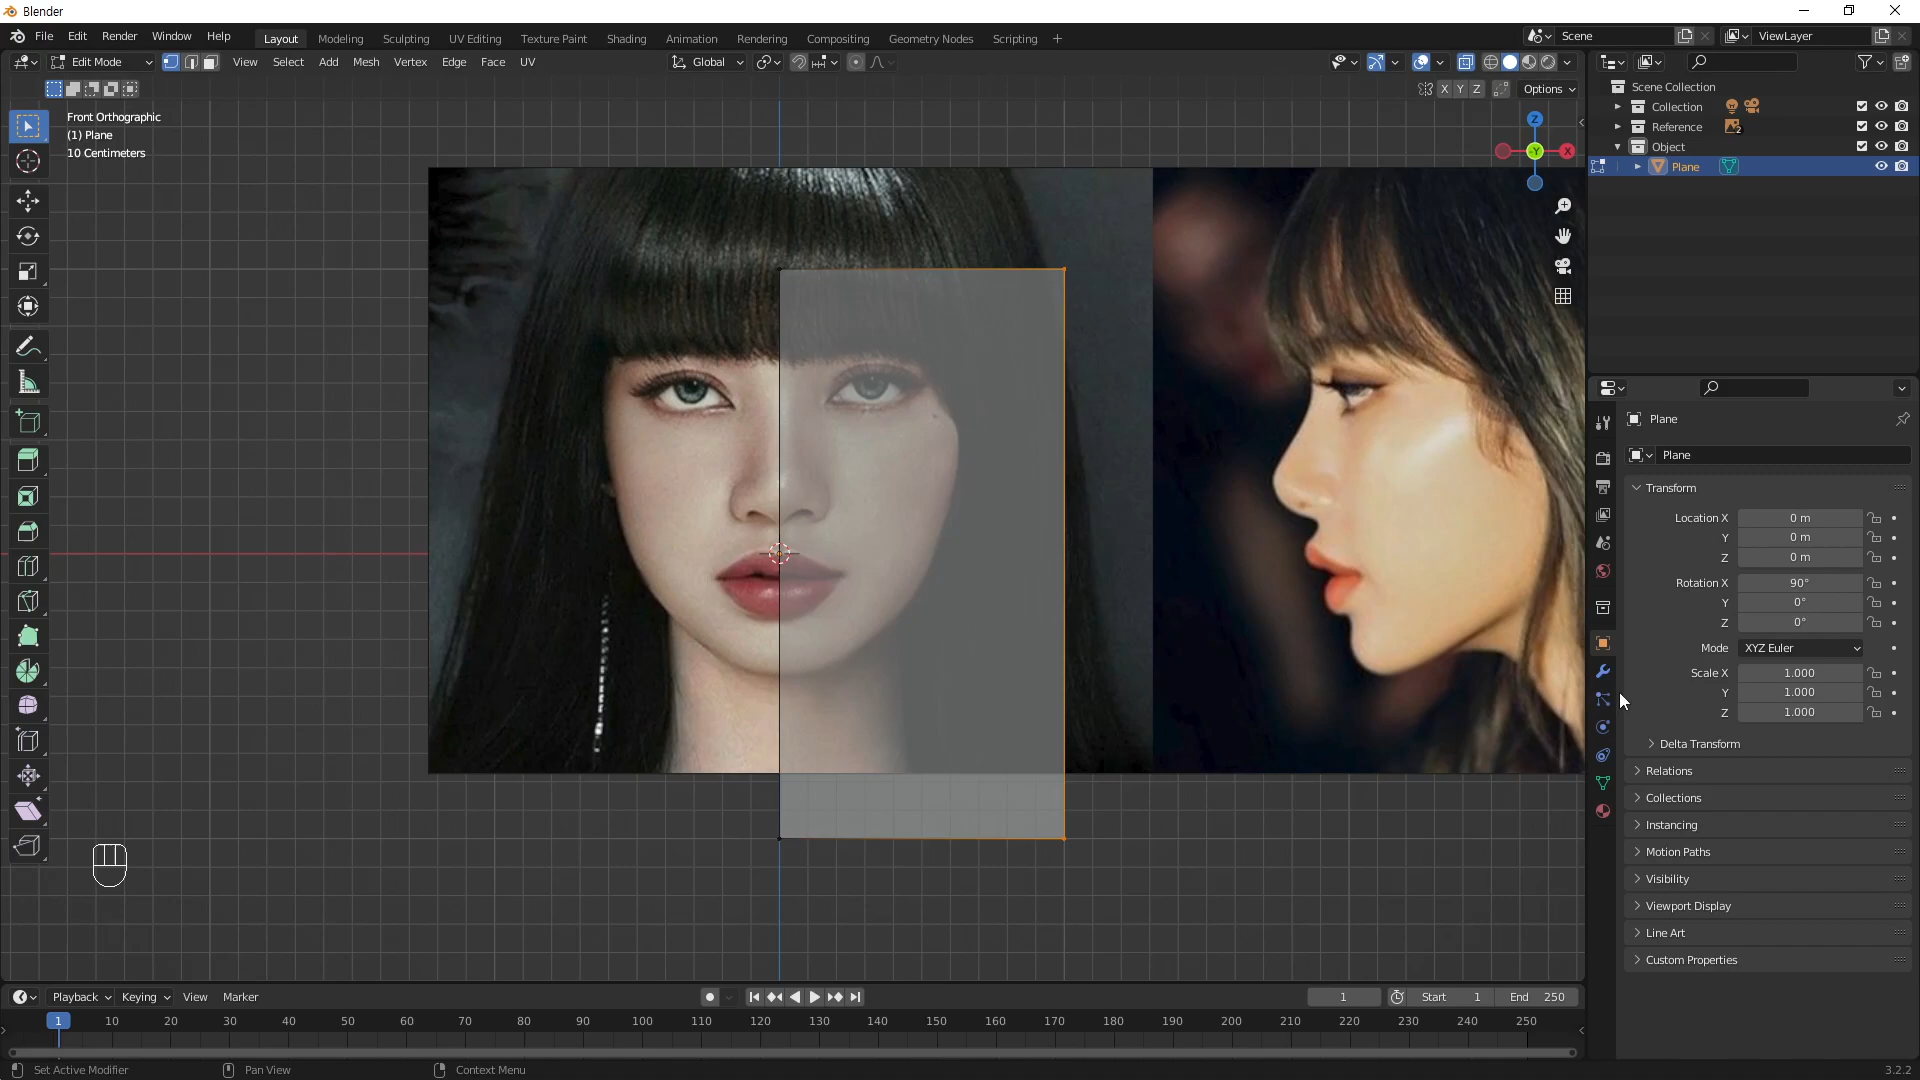 Blender
File Edit Render Window Help
Layout Modeling Sculpting UV Editing Texture Paint Shading Animation Rendering Compositing Geometry Nodes Scripting +
Scene
ViewLayer
Edit Mode View Select Add Mesh Vertex Edge Face UV
Global
X Y Z Options
Front Orthographic
(1) Plane
10 Centimeters
Z
-Y
X
Scene Collection
Collection
Reference 2
Object
Plane
Plane
Plane
Transform
Location X 0 m
Y 0 m
Z 0 m
Rotation X 90°
Y 0°
Z 0°
Mode XYZ Euler
Scale X 1.000
Y 1.000
Z 1.000
Delta Transform
Relations
Collections
Instancing
Motion Paths
Visibility
Viewport Display
Line Art
Custom Properties
Playback Keying View Marker
1 Start 1 End 250
1 10 20 30 40 50 60 70 80 90 100 110 120 130 140 150 160 170 180 190 200 210 220 230 240 250
Set Active Modifier Pan View Context Menu 3.2.2